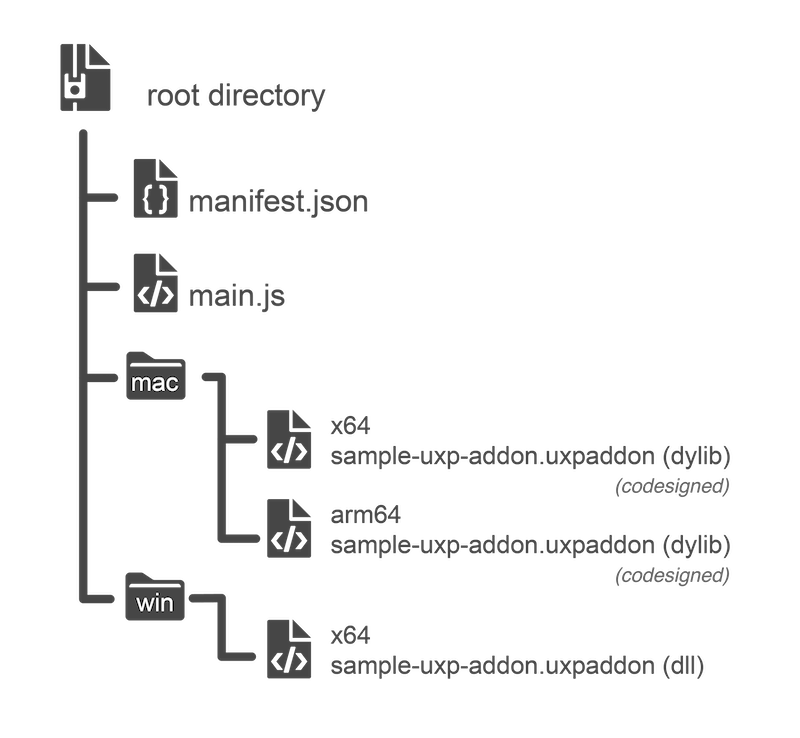 root directory
{} manifest.json
</> main.js
mac
x64
</> sample-uxp-addon.uxpaddon (dylib)
(codesigned)
arm64
</> sample-uxp-addon.uxpaddon (dylib)
(codesigned)
win
x64
</> sample-uxp-addon.uxpaddon (dll)